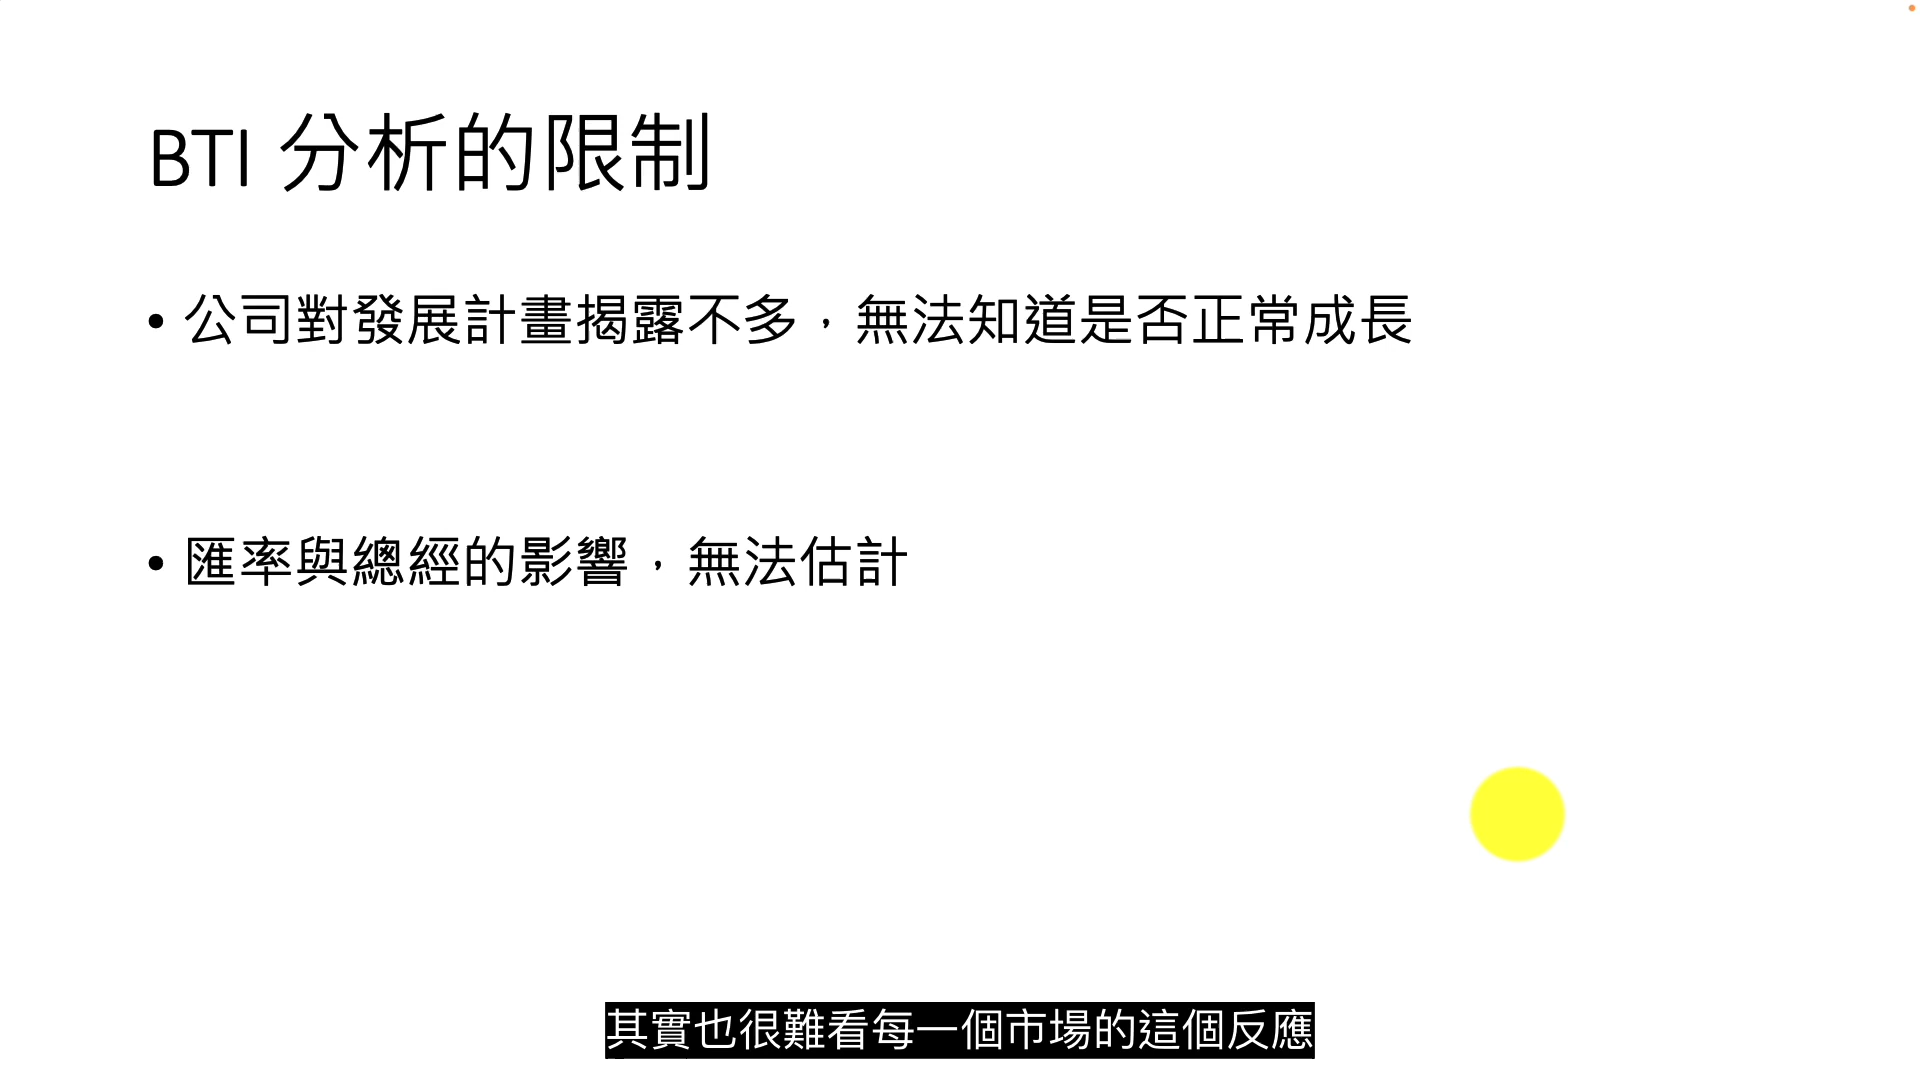 BTI 分析的限制
• 公司對發展計畫揭露不多，無法知道是否正常成長
• 匯率與總經的影響，無法估計
其實也很難看每一個市場的這個反應